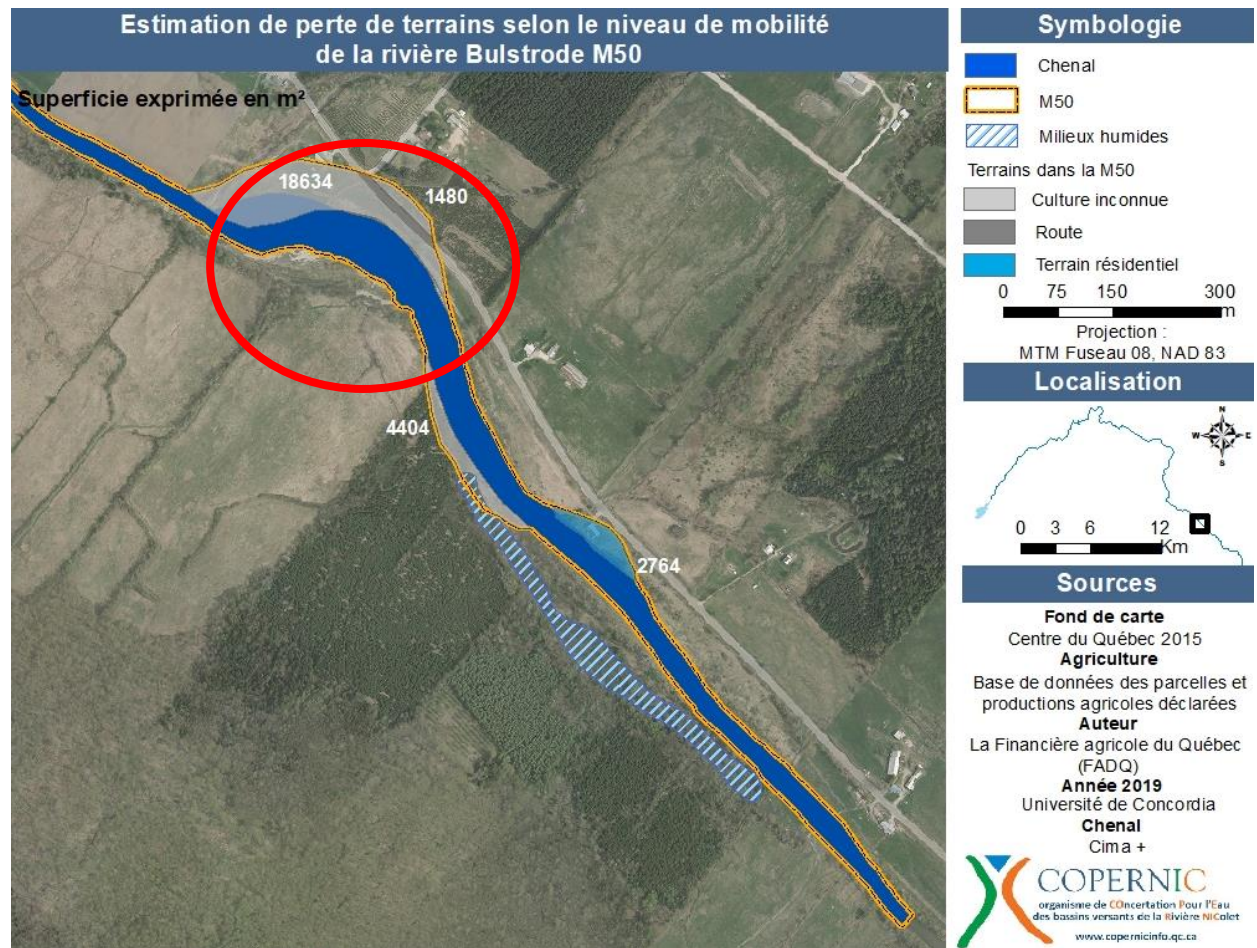 Estimation de perte de terrains selon le niveau de mobilité
de la rivière Bulstrode M50
Superficie exprimée en m²
18634
1480
4404
2764
Symbologie
Chenal
M50
Milieux humides
Terrains dans la M50
Culture inconnue
Route
Terrain résidentiel
0 75 150 300
m
Projection :
MTM Fuseau 08, NAD 83
Localisation
N
W E
S
0 3 6 12
Km
Sources
Fond de carte
Centre du Québec 2015
Agriculture
Base de données des parcelles et
productions agricoles déclarées
Auteur
La Financière agricole du Québec
(FADQ)
Année 2019
Université de Concordia
Chenal
Cima +
COPERNIC
organisme de COncertation Pour l'Eau
des bassins versants de la Rivière NIColet
www.copernicinfo.qc.ca